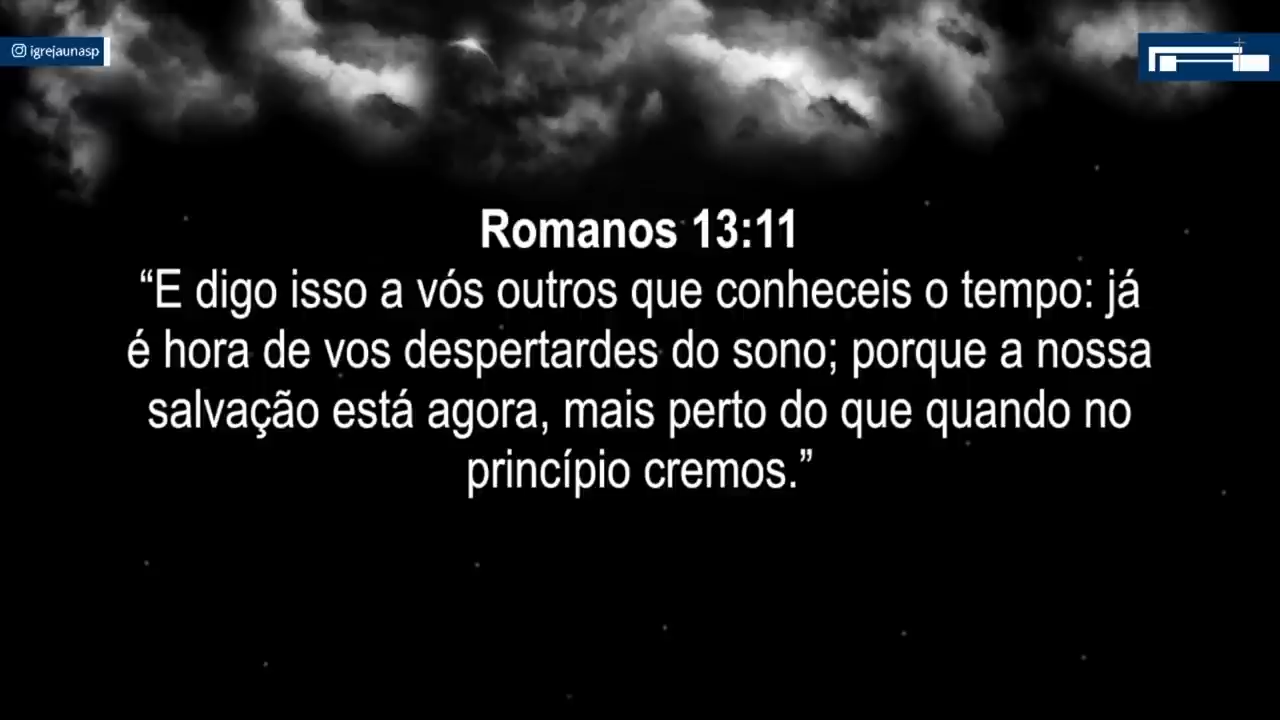 igrejaunasp
Romanos 13:11
“E digo isso a vós outros que conheceis o tempo: já
é hora de vos despertardes do sono; porque a nossa
salvação está agora, mais perto do que quando no
princípio cremos.”